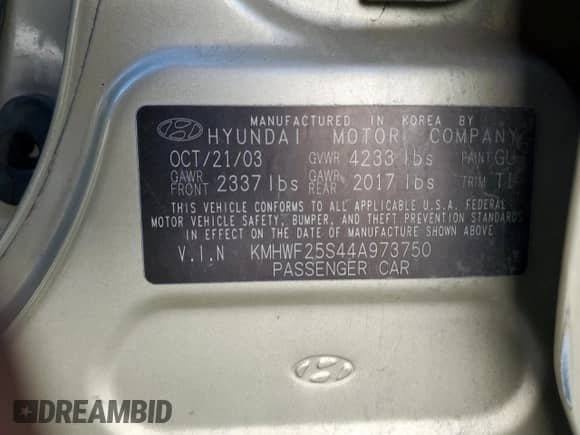 MANUFACTURED IN KOREA BY
HYUNDAI MOTOR COMPANY
OCT/21/03 GVWR 4233 lbs PAINT GU
GAWR FRONT 2337 lbs GAWR REAR 2017 lbs TRIM TI
THIS VEHICLE CONFORMS TO ALL APPLICABLE U.S.A. FEDERAL
MOTOR VEHICLE SAFETY, BUMPER, AND THEFT PREVENTION STANDARDS
IN EFFECT ON THE DATE OF MANUFACTURE SHOWN ABOVE
V.I.N KMHWF25S44A973750
PASSENGER CAR
DREAMBID